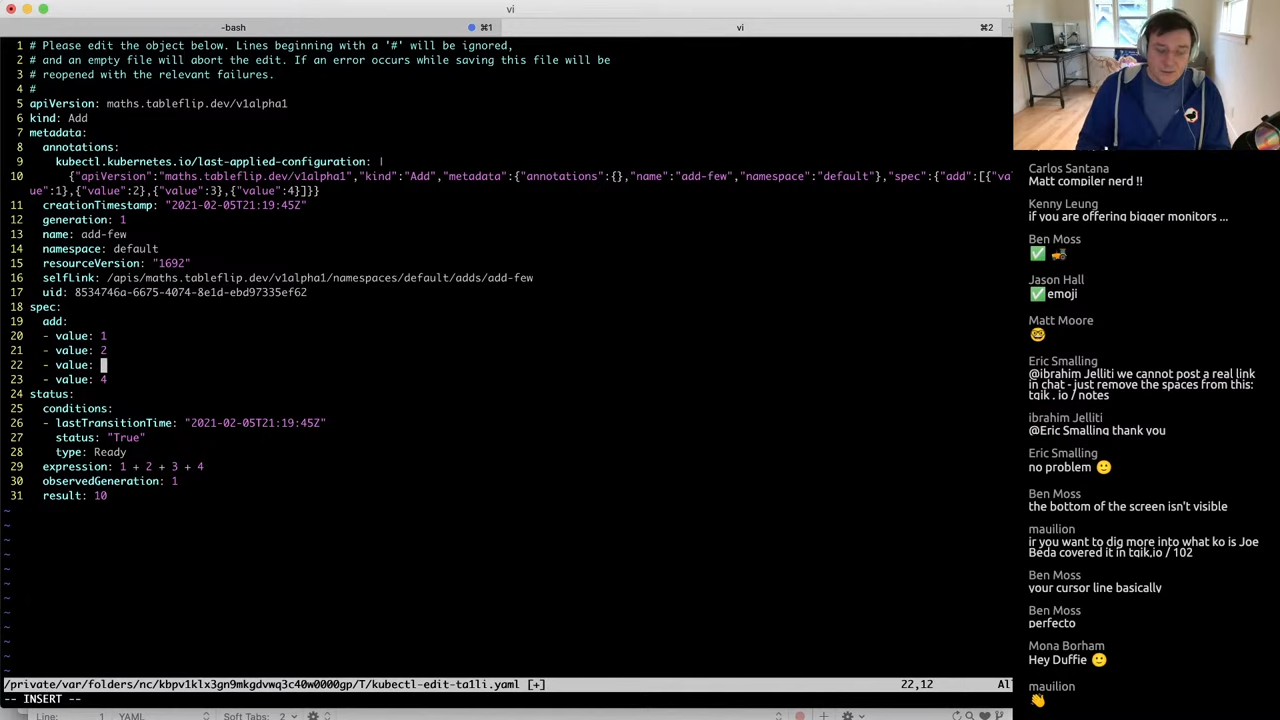 vi
-bash
⌘1
vi
⌘2
1 # Please edit the object below. Lines beginning with a '#' will be ignored,
2 # and an empty file will abort the edit. If an error occurs while saving this file will be
3 # reopened with the relevant failures.
4 #
5 apiVersion: maths.tableflip.dev/v1alpha1
6 kind: Add
7 metadata:
8   annotations:
9     kubectl.kubernetes.io/last-applied-configuration: |
10       {"apiVersion":"maths.tableflip.dev/v1alpha1","kind":"Add","metadata":{"annotations":{},"name":"add-few","namespace":"default"},"spec":{"add":[{"val
ue":1},{"value":2},{"value":3},{"value":4}]}}
11   creationTimestamp: "2021-02-05T21:19:45Z"
12   generation: 1
13   name: add-few
14   namespace: default
15   resourceVersion: "1692"
16   selfLink: /apis/maths.tableflip.dev/v1alpha1/namespaces/default/adds/add-few
17   uid: 8534746a-6675-4074-8e1d-ebd97335ef62
18 spec:
19   add:
20   - value: 1
21   - value: 2
22   - value:
23   - value: 4
24 status:
25   conditions:
26   - lastTransitionTime: "2021-02-05T21:19:45Z"
27     status: "True"
28     type: Ready
29   expression: 1 + 2 + 3 + 4
30   observedGeneration: 1
31   result: 10
~
~
~
~
~
~
~
~
~
~
~
~
/private/var/folders/nc/kbpv1klx3gn9mkgdvwq3c40w0000gp/T/kubectl-edit-ta1li.yaml [+] 22,12 Al
-- INSERT --
Line: 1 YAML Soft Tabs: 2
Carlos Santana
Matt compiler nerd !!
Kenny Leung
if you are offering bigger monitors ...
Ben Moss
✅ 🚜
Jason Hall
✅emoji
Matt Moore
🤓
Eric Smalling
@ibrahim Jelliti we cannot post a real link
in chat - just remove the spaces from this:
tgik . io / notes
ibrahim Jelliti
@Eric Smalling thank you
Eric Smalling
no problem 🙂
Ben Moss
the bottom of the screen isn't visible
mauilion
ir you want to dig more into what ko is Joe
Beda covered it in tgik,io / 102
Ben Moss
your cursor line basically
Ben Moss
perfecto
Mona Borham
Hey Duffie 🙂
mauilion
👋